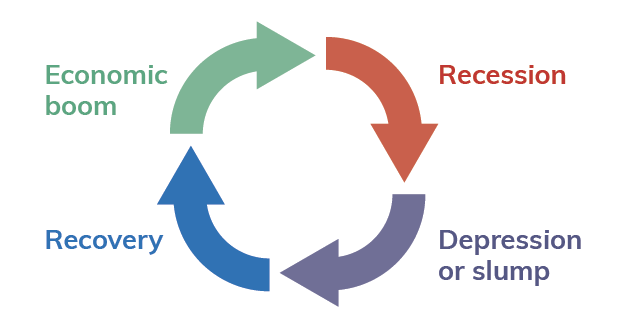 Economic
boom
Recession
Recovery
Depression
or slump